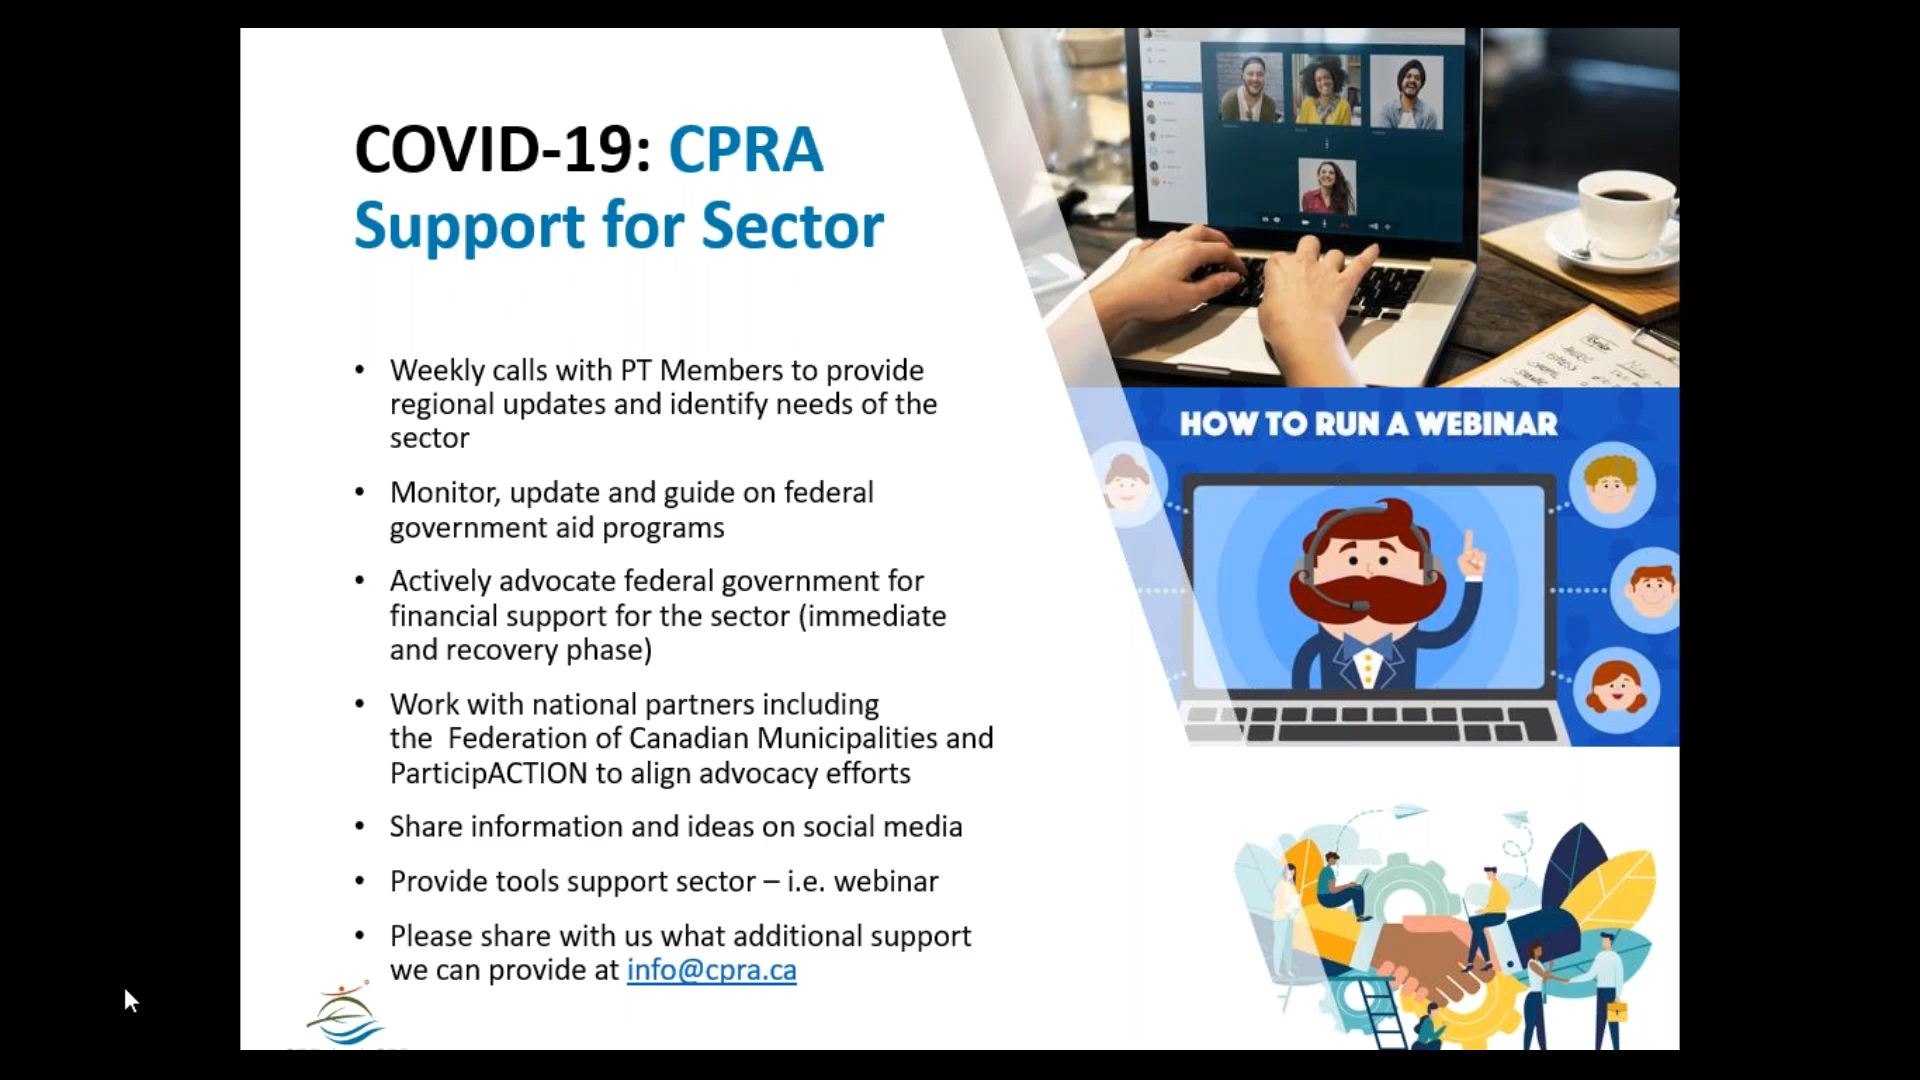 COVID-19: CPRA
Support for Sector
• Weekly calls with PT Members to provide
regional updates and identify needs of the
sector
• Monitor, update and guide on federal
government aid programs
• Actively advocate federal government for
financial support for the sector (immediate
and recovery phase)
• Work with national partners including
the  Federation of Canadian Municipalities and
ParticipACTION to align advocacy efforts
• Share information and ideas on social media
• Provide tools support sector – i.e. webinar
• Please share with us what additional support
we can provide at info@cpra.ca
HOW TO RUN A WEBINAR